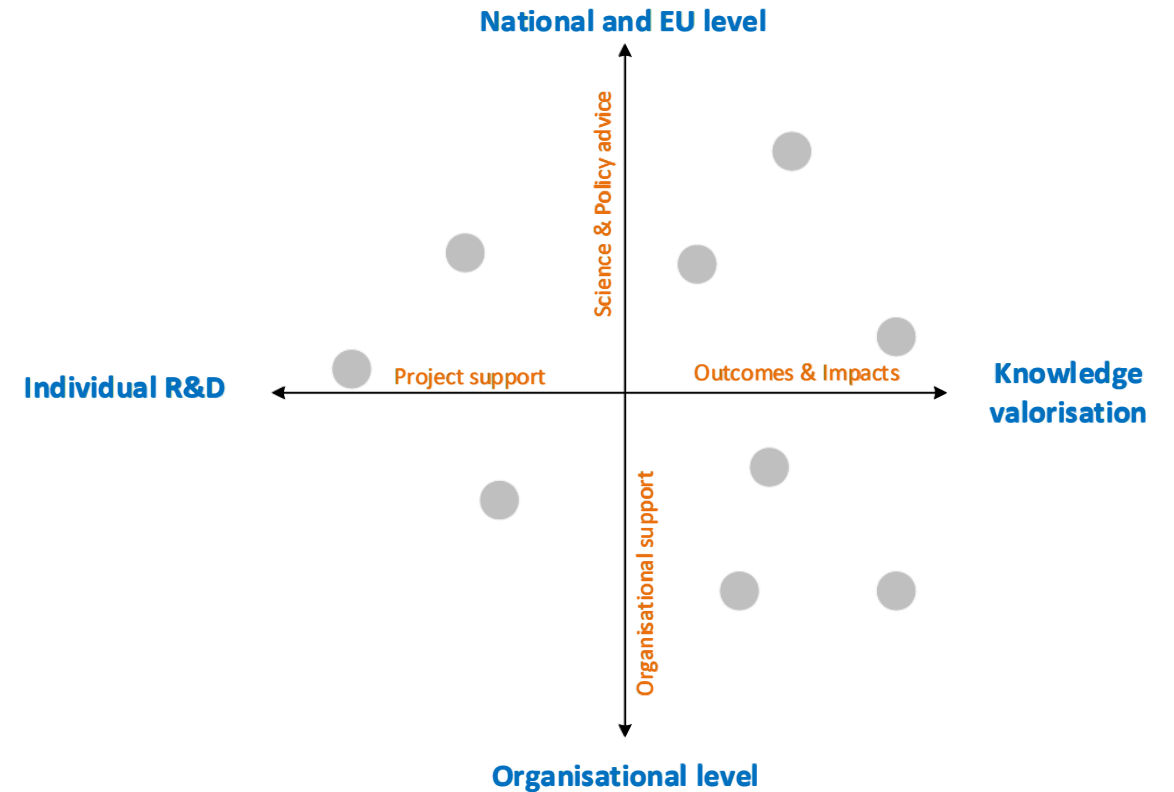 National and EU level
Science & Policy advice
Individual R&D
Project support
Outcomes & Impacts
Knowledge
valorisation
Organisational support
Organisational level